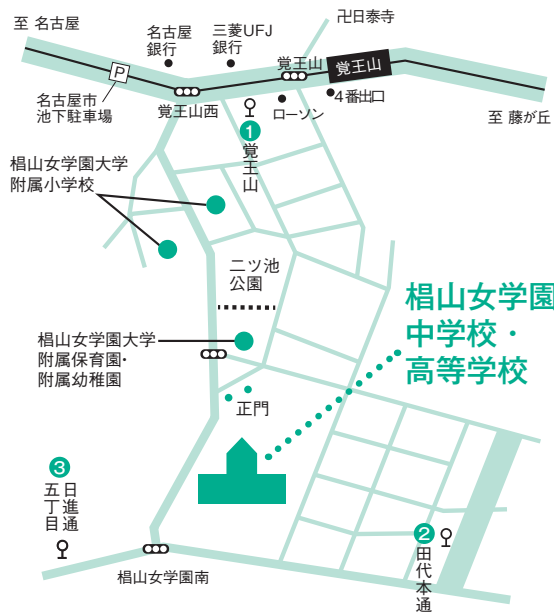 至 名古屋
名古屋
銀行
三菱UFJ
銀行
卍日泰寺
覚王山
覚王山
P
名古屋市
池下駐車場
覚王山西
ローソン
4番出口
至 藤が丘
1
覚王山
椙山女学園大学
附属小学校
二ツ池
公園
椙山女学園
中学校・
高等学校
椙山女学園大学
附属保育園・
附属幼稚園
正門
3
日進通
五丁目
2
田代本通
椙山女学園南